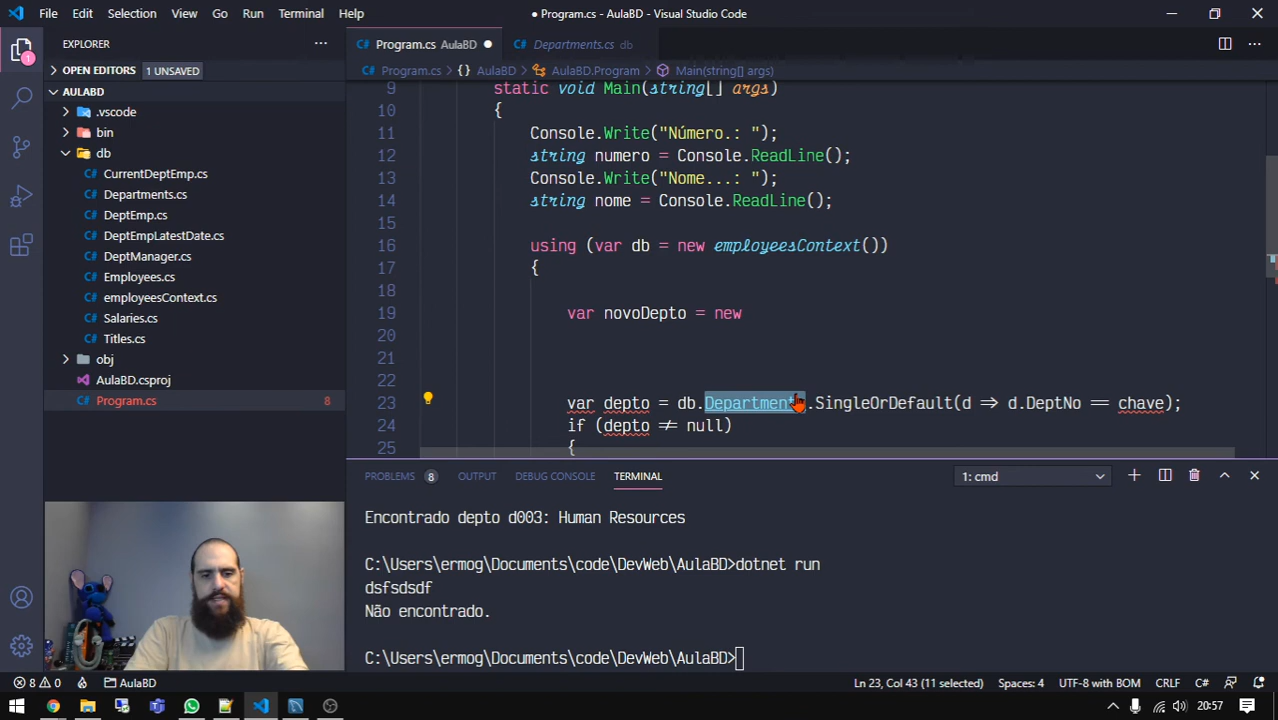 File Edit Selection View Go Run Terminal Help
● Program.cs - AulaBD - Visual Studio Code
EXPLORER
OPEN EDITORS 1 UNSAVED
AULABD
.vscode
bin
db
CurrentDeptEmp.cs
Departments.cs
DeptEmp.cs
DeptEmpLatestDate.cs
DeptManager.cs
Employees.cs
employeesContext.cs
Salaries.cs
Titles.cs
obj
AulaBD.csproj
Program.cs 8
1
Program.cs AulaBD ● Departments.cs db
Program.cs > {} AulaBD > AulaBD.Program > Main(string[] args)
9 static void Main(string[] args)
10 {
11 Console.Write("Número.: ");
12 string numero = Console.ReadLine();
13 Console.Write("Nome...: ");
14 string nome = Console.ReadLine();
15
16 using (var db = new employeesContext())
17 {
18
19 var novoDepto = new
20
21
22
23 var depto = db.Departments.SingleOrDefault(d => d.DeptNo == chave);
24 if (depto != null)
25 {
PROBLEMS 8 OUTPUT DEBUG CONSOLE TERMINAL 1: cmd
Encontrado depto d003: Human Resources
C:\Users\ermog\Documents\code\DevWeb\AulaBD>dotnet run
dsfsdsdf
Não encontrado.
C:\Users\ermog\Documents\code\DevWeb\AulaBD>
8 0 AulaBD Ln 23, Col 43 (11 selected) Spaces: 4 UTF-8 with BOM CRLF C#
20:57